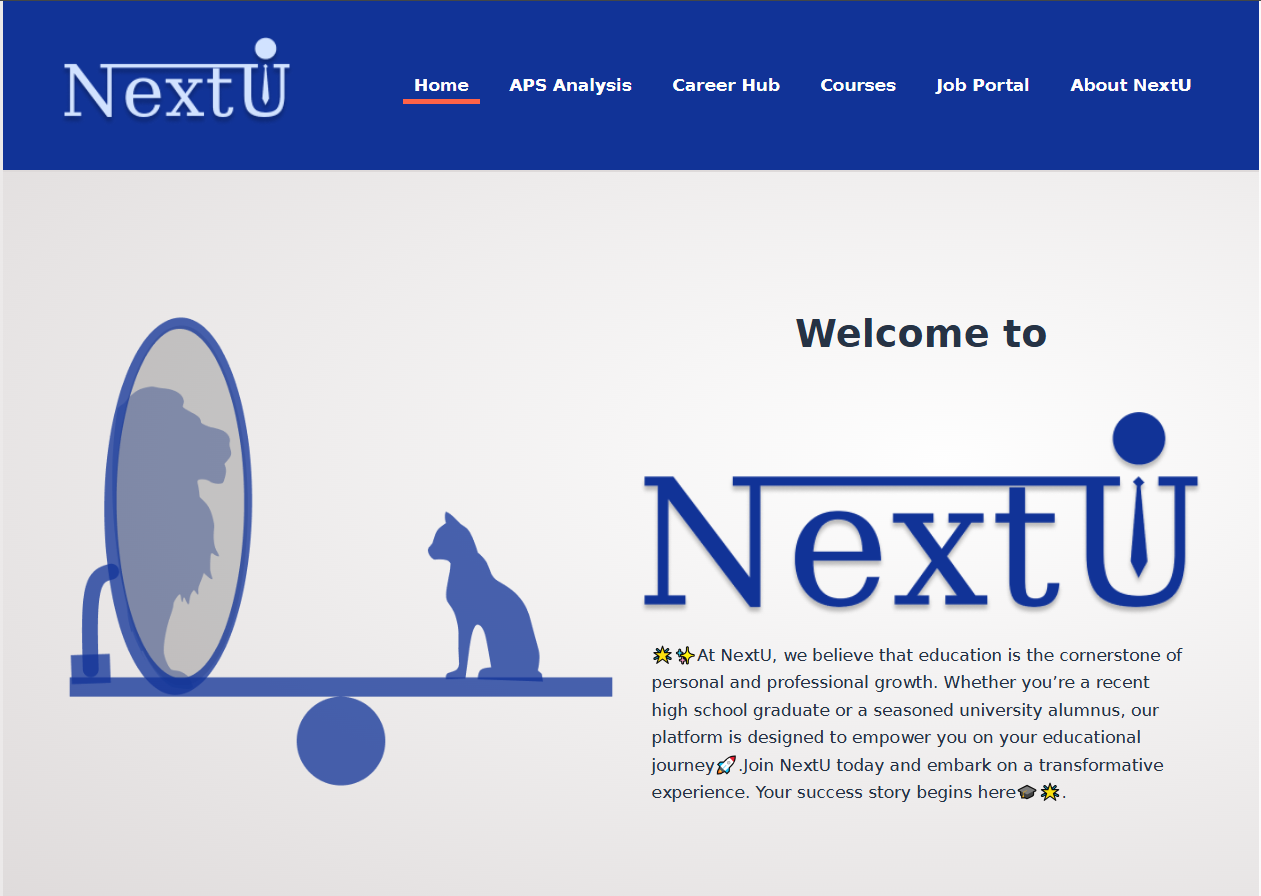 NextU
Home APS Analysis Career Hub Courses Job Portal About NextU
Welcome to
NextU
🌟✨At NextU, we believe that education is the cornerstone of
personal and professional growth. Whether you’re a recent
high school graduate or a seasoned university alumnus, our
platform is designed to empower you on your educational
journey🚀.Join NextU today and embark on a transformative
experience. Your success story begins here🎓🌟.